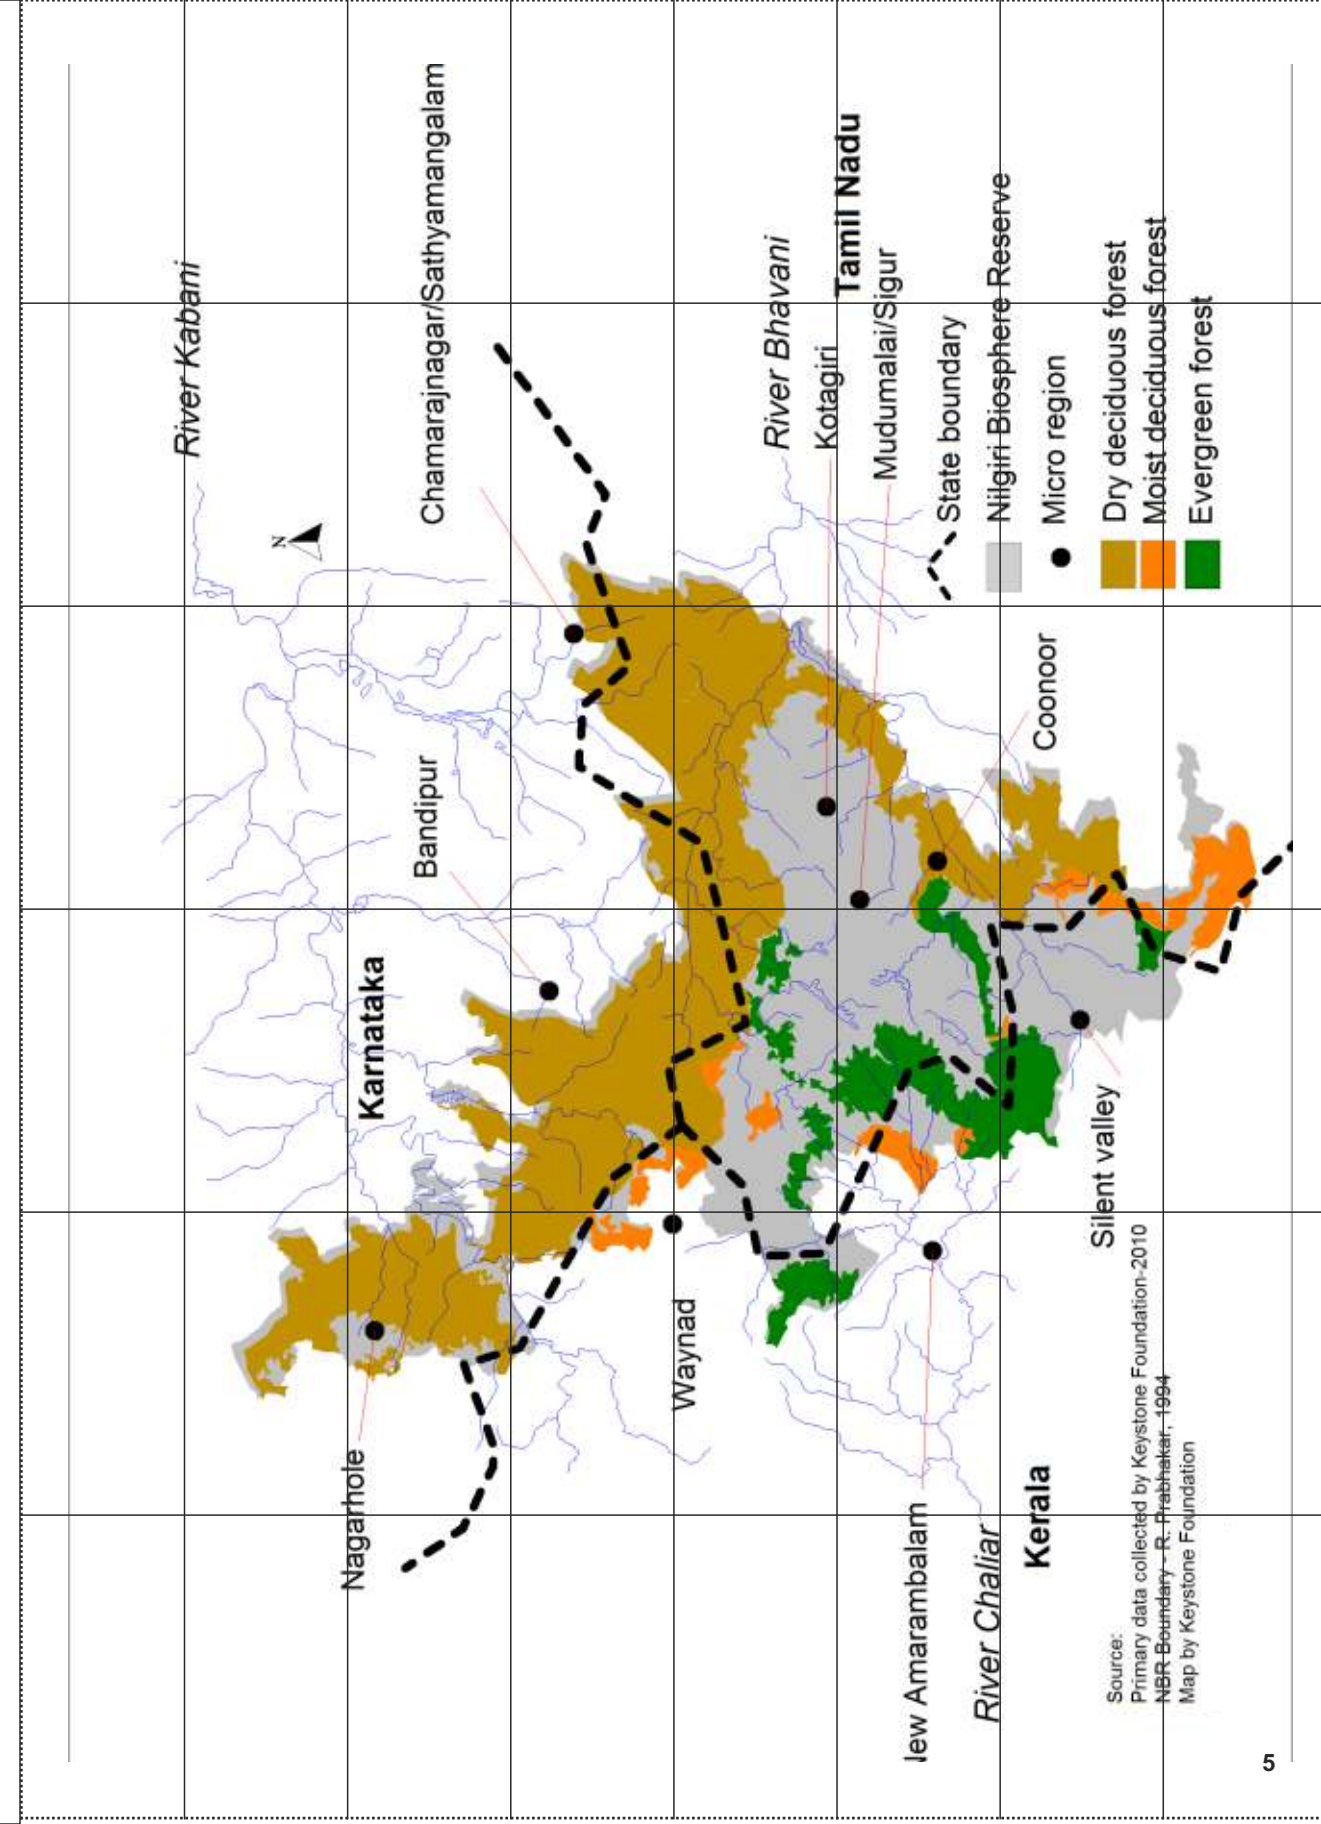 River Kabani
N
Chamarajnagar/Sathyamangalam
Bandipur
Karnataka
Nagarhole
Waynad
River Bhavani
Kotagiri
Tamil Nadu
Mudumalai/Sigur
Coonoor
Silent valley
lew Amarambalam
River Chaliar
Kerala
State boundary
Nilgiri Biosphere Reserve
Micro region
Dry deciduous forest
Moist deciduous forest
Evergreen forest
Source:
Primary data collected by Keystone Foundation-2010
NBR Boundary - R. Prabhakar, 1994
Map by Keystone Foundation
5